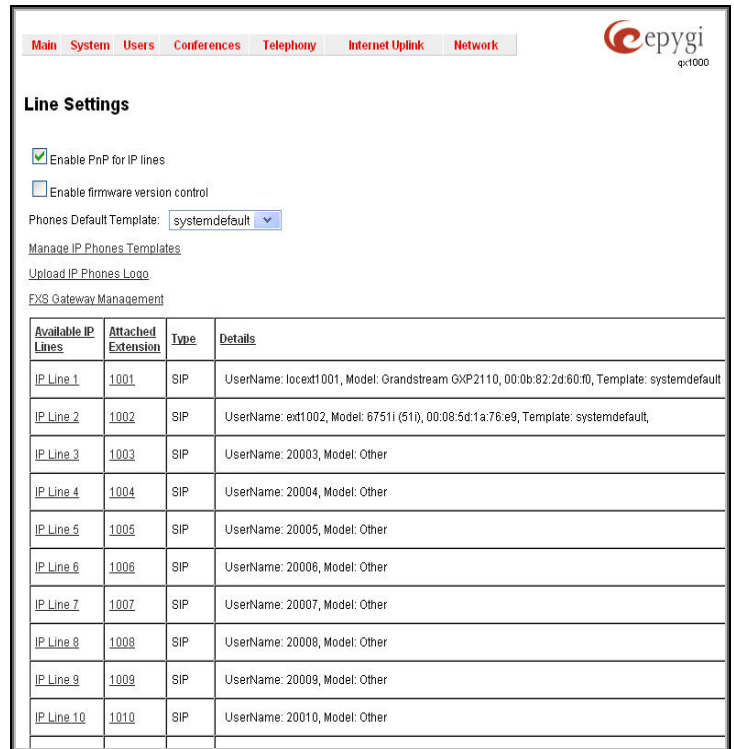 epygi
qx1000
Main System Users Conferences Telephony Internet Uplink Network
Line Settings
Enable PnP for IP lines
Enable firmware version control
Phones Default Template: systemdefault
Manage IP Phones Templates
Upload IP Phones Logo
FXS Gateway Management
Available IP Lines Attached Extension Type Details
IP Line 1 1001 SIP UserName: locext1001, Model: Grandstream GXP2110, 00:0b:82:2d:60:f0, Template: systemdefault
IP Line 2 1002 SIP UserName: ext1002, Model: 6751i (51i), 00:08:5d:1a:76:e9, Template: systemdefault,
IP Line 3 1003 SIP UserName: 20003, Model: Other
IP Line 4 1004 SIP UserName: 20004, Model: Other
IP Line 5 1005 SIP UserName: 20005, Model: Other
IP Line 6 1006 SIP UserName: 20006, Model: Other
IP Line 7 1007 SIP UserName: 20007, Model: Other
IP Line 8 1008 SIP UserName: 20008, Model: Other
IP Line 9 1009 SIP UserName: 20009, Model: Other
IP Line 10 1010 SIP UserName: 20010, Model: Other